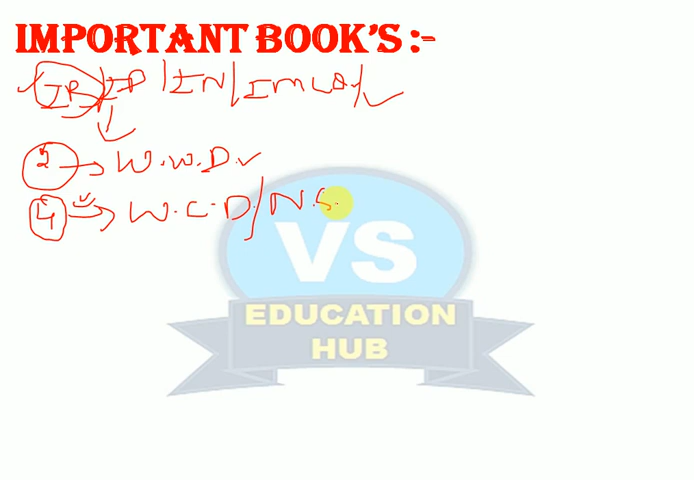 IMPORTANT BOOK'S :-
2 → W.W.D.
4 → W.C.D/N.S.
VS
EDUCATION
HUB